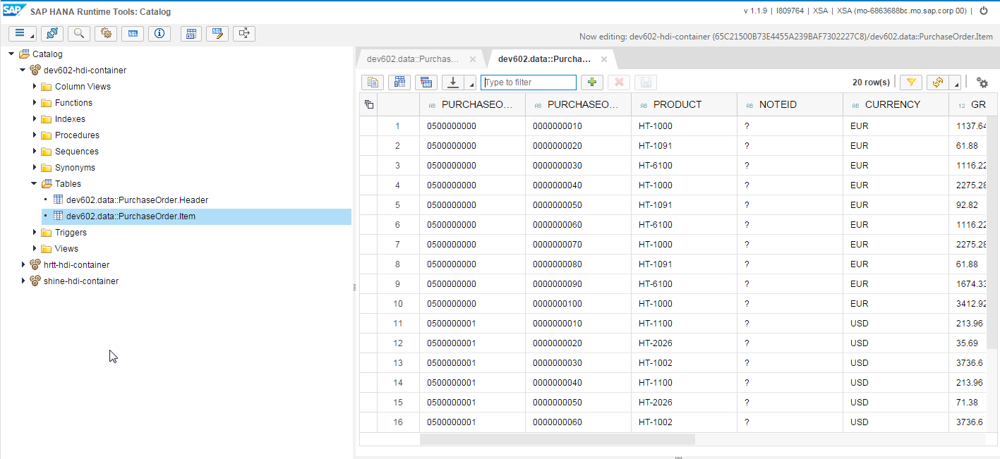 SAP SAP HANA Runtime Tools: Catalog
v 1.1.9 | I809764 | XSA | XSA (mo-6863688bc.mo.sap.corp 00) |
SQL SQL
Now editing: dev602-hdi-container (65C21500B73E4455A239BAF7302227C8)/dev602.data::PurchaseOrder.Item
Catalog
dev602-hdi-container
Column Views
Functions
Indexes
Procedures
Sequences
Synonyms
Tables
dev602.data::PurchaseOrder.Header
dev602.data::PurchaseOrder.Item
Triggers
Views
hrtt-hdi-container
shine-hdi-container
dev602.data::Purchas... dev602.data::Purcha...
Type to filter 20 row(s)
AB PURCHASEO... AB PURCHASEO... AB PRODUCT AB NOTEID AB CURRENCY 12 GR
1 0500000000 0000000010 HT-1000 ? EUR 1137.64
2 0500000000 0000000020 HT-1091 ? EUR 61.88
3 0500000000 0000000030 HT-6100 ? EUR 1116.22
4 0500000000 0000000040 HT-1000 ? EUR 2275.28
5 0500000000 0000000050 HT-1091 ? EUR 92.82
6 0500000000 0000000060 HT-6100 ? EUR 1116.22
7 0500000000 0000000070 HT-1000 ? EUR 2275.28
8 0500000000 0000000080 HT-1091 ? EUR 61.88
9 0500000000 0000000090 HT-6100 ? EUR 1674.33
10 0500000000 0000000100 HT-1000 ? EUR 3412.92
11 0500000001 0000000010 HT-1100 ? USD 213.96
12 0500000001 0000000020 HT-2026 ? USD 35.69
13 0500000001 0000000030 HT-1002 ? USD 3736.6
14 0500000001 0000000040 HT-1100 ? USD 213.96
15 0500000001 0000000050 HT-2026 ? USD 71.38
16 0500000001 0000000060 HT-1002 ? USD 3736.6